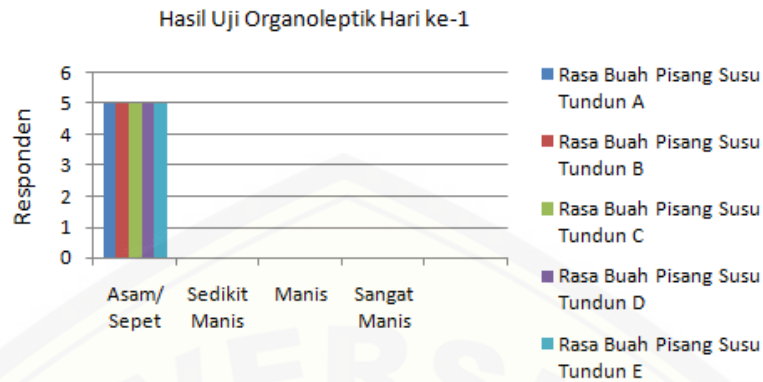 Hasil Uji Organoleptik Hari ke-1
Responden
6
5
4
3
2
1
0
Asam/ Sedikit Manis Sangat
Sepet Manis Manis
Rasa Buah Pisang Susu
Tundun A
Rasa Buah Pisang Susu
Tundun B
Rasa Buah Pisang Susu
Tundun C
Rasa Buah Pisang Susu
Tundun D
Rasa Buah Pisang Susu
Tundun E